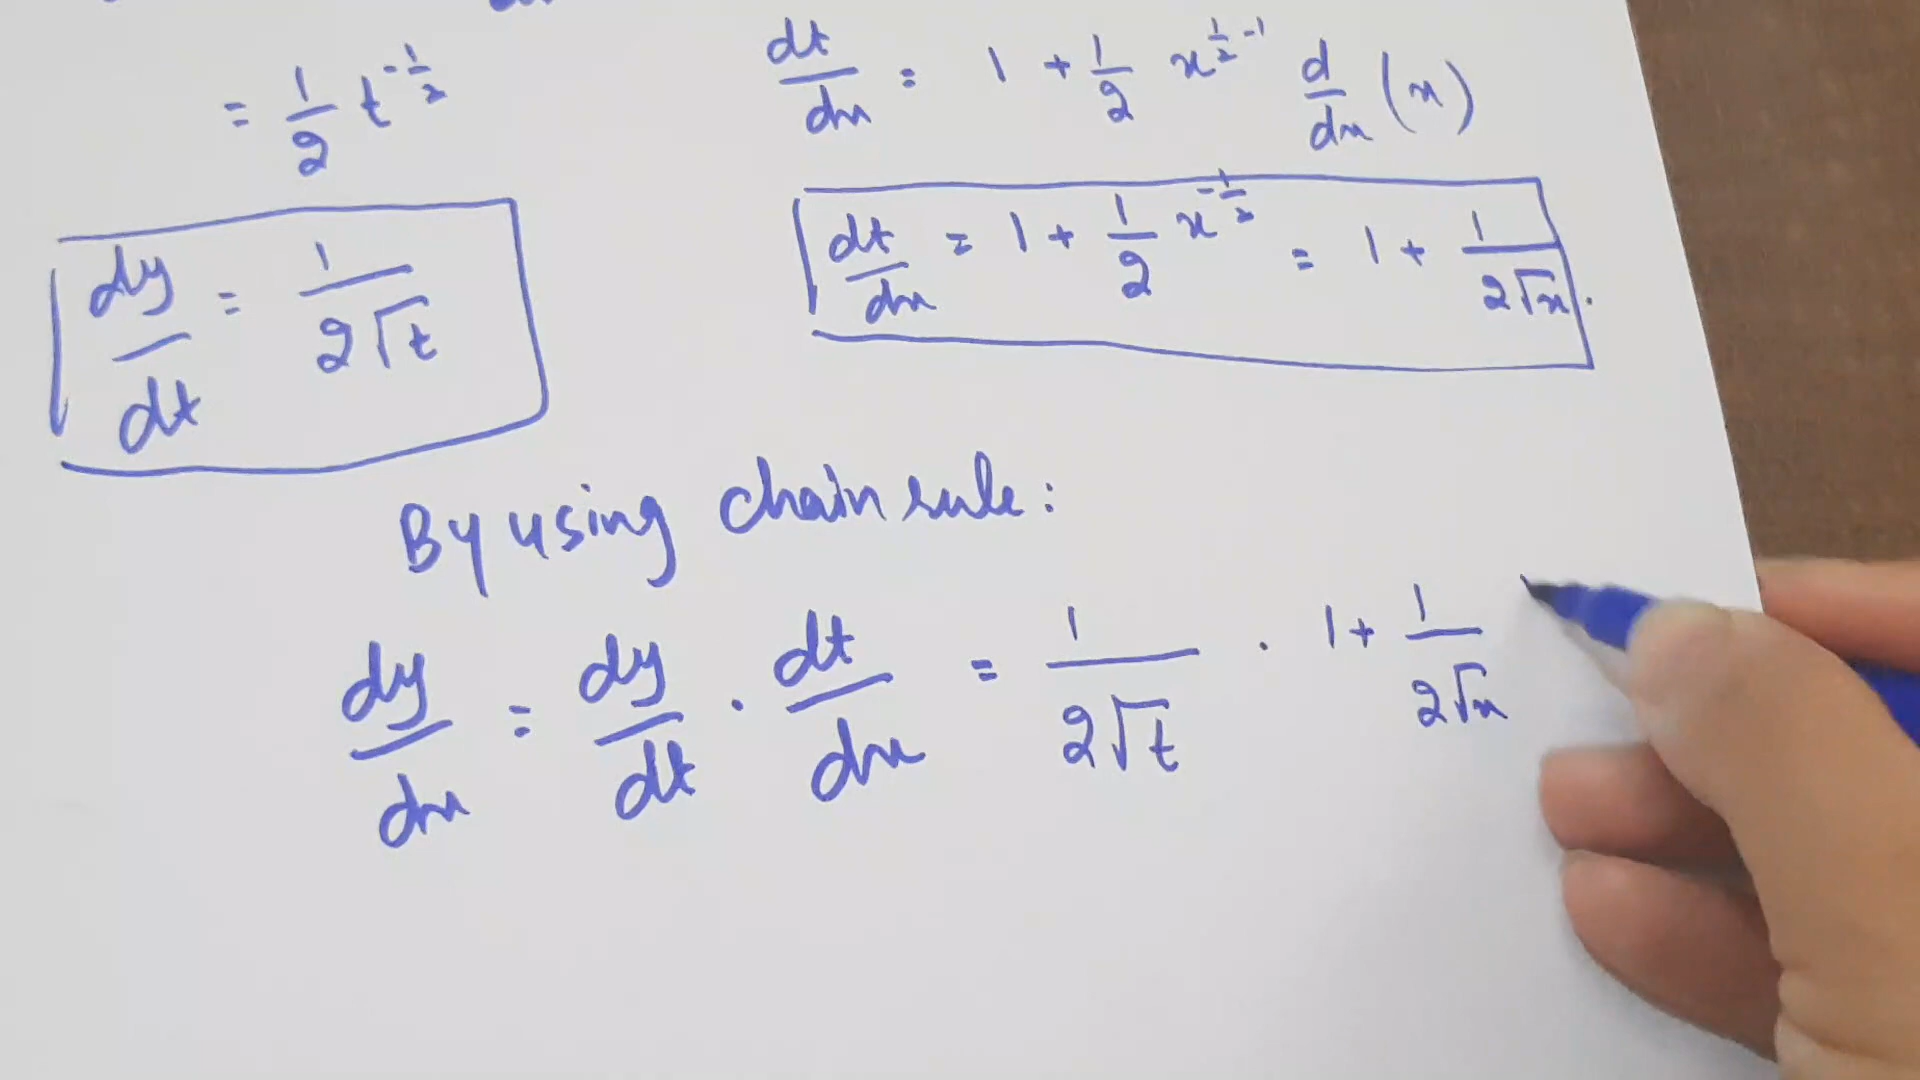 = 1/2 t^{-1/2}
dy/dt = 1/(2√t)
dt/dx = 1 + 1/2 x^{1/2 -1} d/dx (x)
dt/dx = 1 + 1/2 x^{-1/2} = 1 + 1/(2√x).
By using chain rule:
dy/dx = dy/dt . dt/dx = 1/(2√t) . 1 + 1/(2√x)